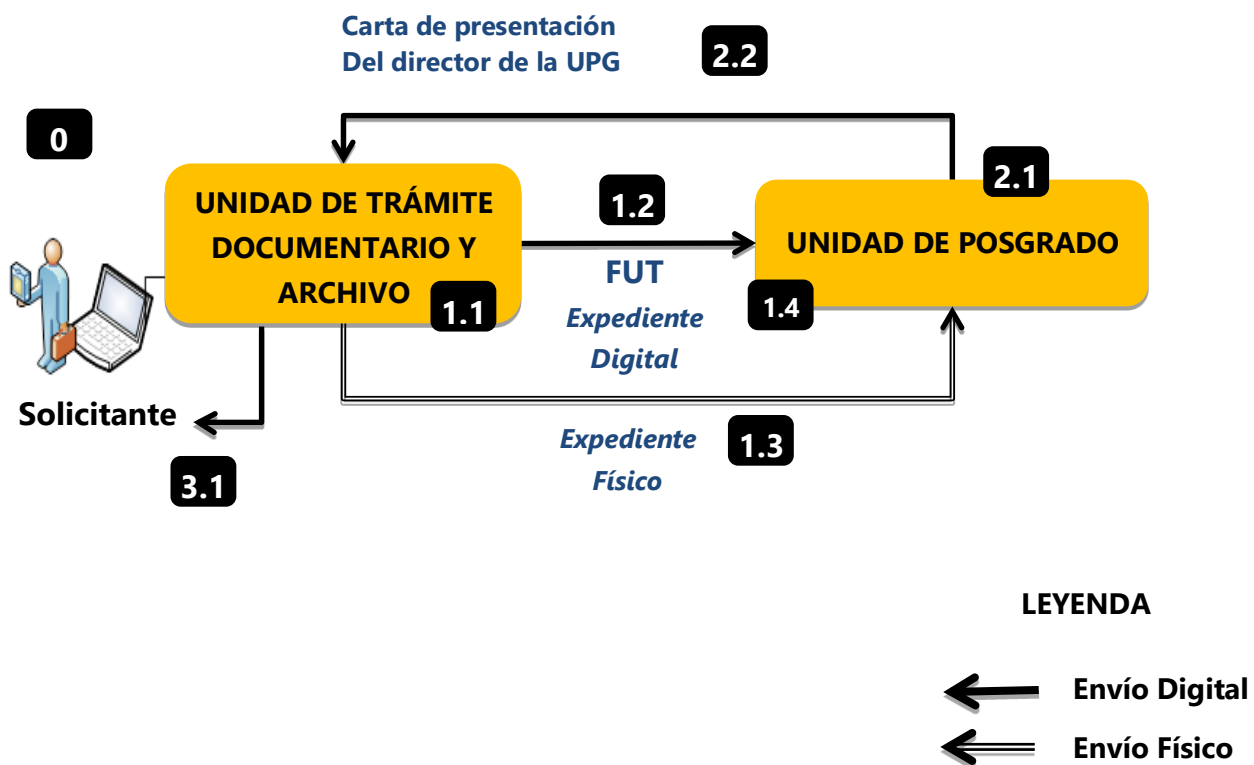 Carta de presentación
Del director de la UPG
2.2
0
UNIDAD DE TRÁMITE
DOCUMENTARIO Y
ARCHIVO
1.1
1.2
FUT
Expediente
Digital
2.1
UNIDAD DE POSGRADO
1.4
Solicitante
3.1
Expediente
Físico
1.3
LEYENDA
Envío Digital
Envío Físico